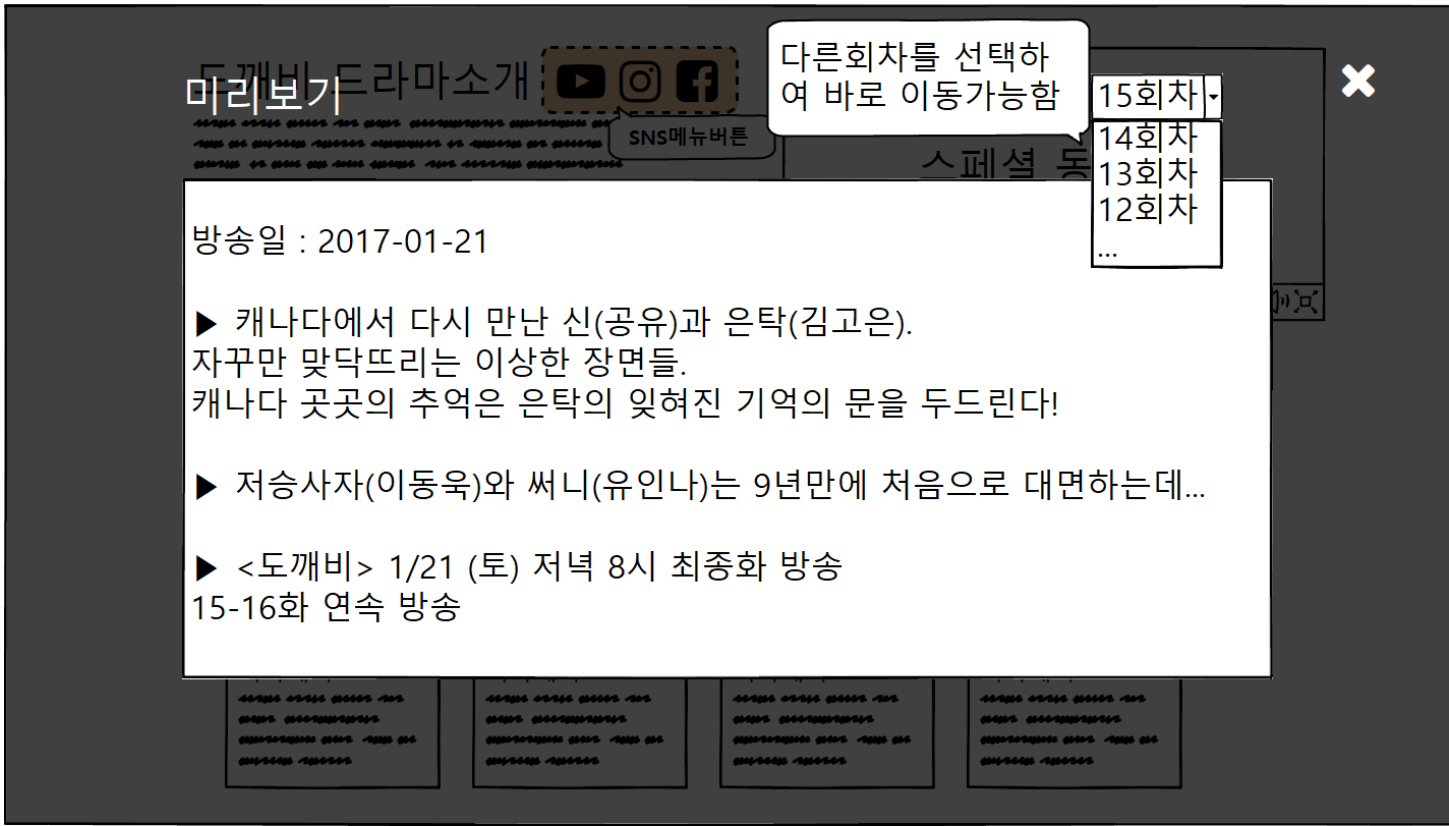 도깨비 드라마소개
미리보기
SNS메뉴버튼
다른회차를 선택하
여 바로 이동가능함
15회차
14회차
13회차
12회차
...
스페셜 동
방송일 : 2017-01-21
▶ 캐나다에서 다시 만난 신(공유)과 은탁(김고은).
자꾸만 맞닥뜨리는 이상한 장면들.
캐나다 곳곳의 추억은 은탁의 잊혀진 기억의 문을 두드린다!
▶ 저승사자(이동욱)와 써니(유인나)는 9년만에 처음으로 대면하는데...
▶ <도깨비> 1/21 (토) 저녁 8시 최종화 방송
15-16화 연속 방송